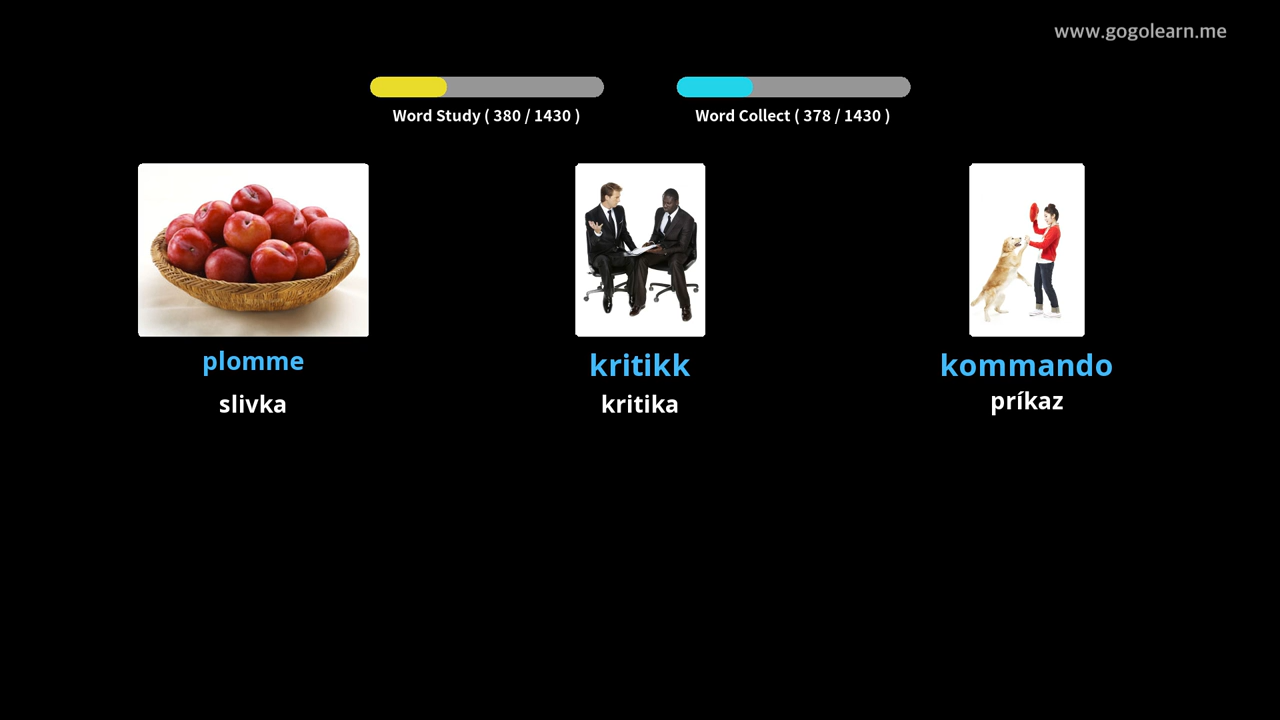 www.gogolearn.me
Word Study ( 380 / 1430 )
Word Collect ( 378 / 1430 )
plomme
kritikk
kommando
slivka
kritika
príkaz